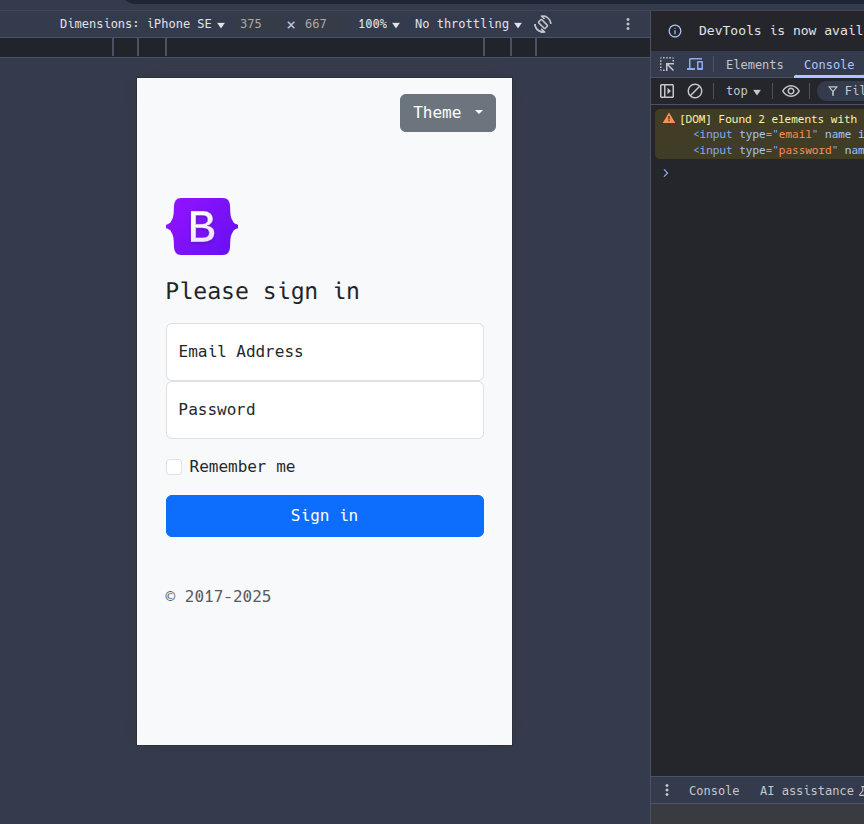 Dimensions: iPhone SE 375 × 667 100% No throttling
Theme
B
Please sign in
Email Address
Password
Remember me
Sign in
© 2017-2025
DevTools is now avail
Elements Console
top Fil
[DOM] Found 2 elements with
<input type="email" name i
<input type="password" nam
Console AI assistance